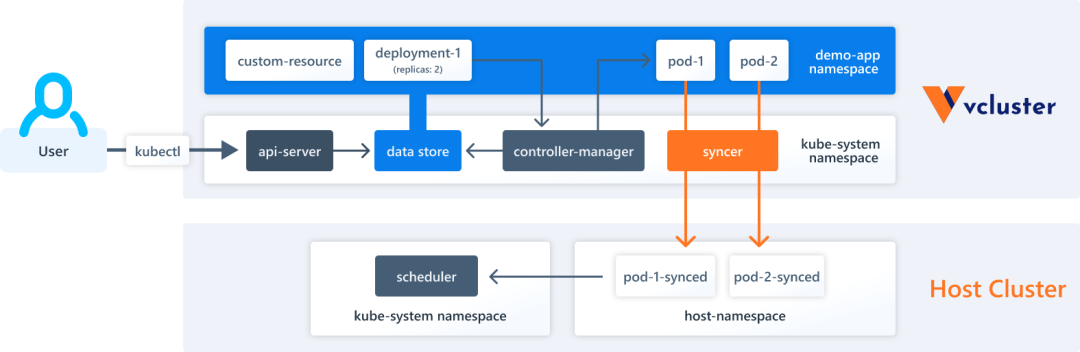 custom-resource
deployment-1
(replicas: 2)
pod-1
pod-2
demo-app
namespace
vcluster
User
kubectl
api-server
data store
controller-manager
syncer
kube-system
namespace
scheduler
kube-system namespace
pod-1-synced
pod-2-synced
host-namespace
Host Cluster